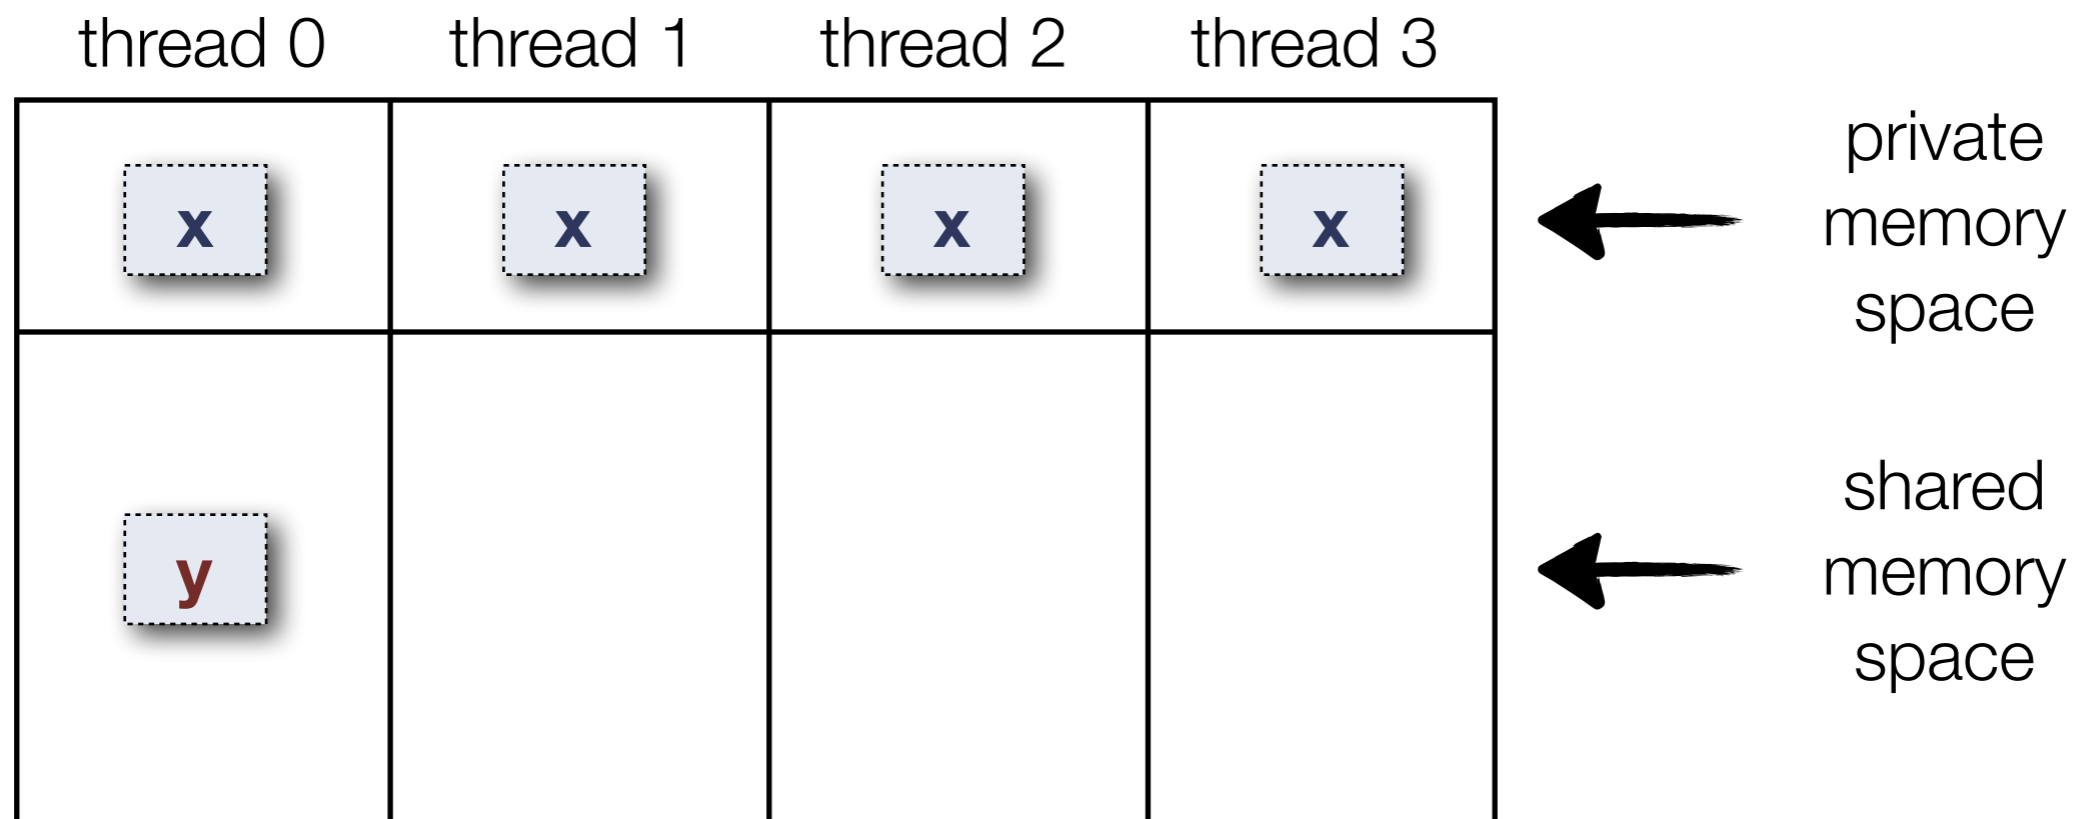 thread 0 thread 1 thread 2 thread 3
x x x x
private
memory
space
y
shared
memory
space